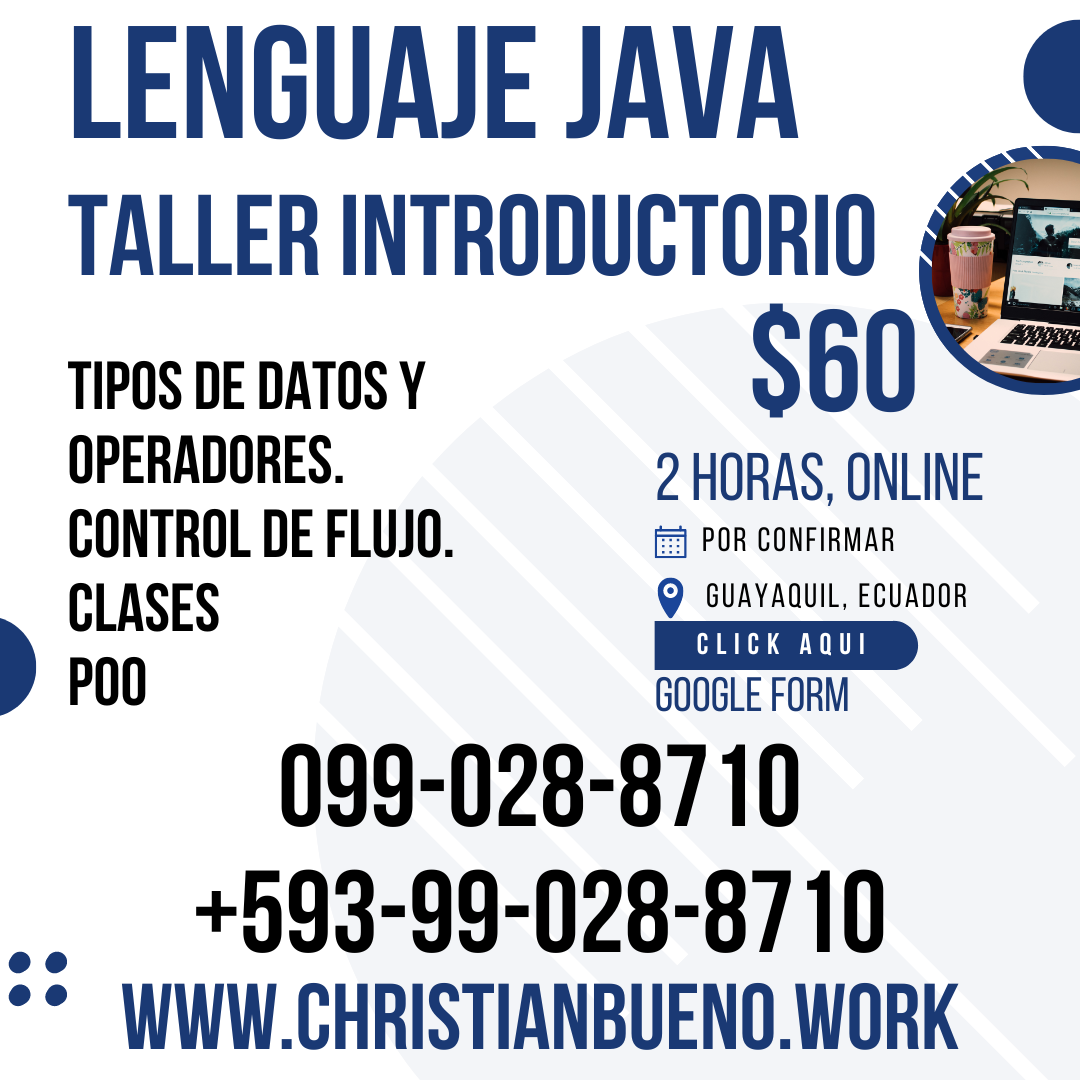 LENGUAJE JAVA
TALLER INTRODUCTORIO
$60
TIPOS DE DATOS Y
OPERADORES.
CONTROL DE FLUJO.
CLASES
POO
2 HORAS, ONLINE
POR CONFIRMAR
GUAYAQUIL, ECUADOR
CLICK AQUI
GOOGLE FORM
099-028-8710
+593-99-028-8710
WWW.CHRISTIANBUENO.WORK